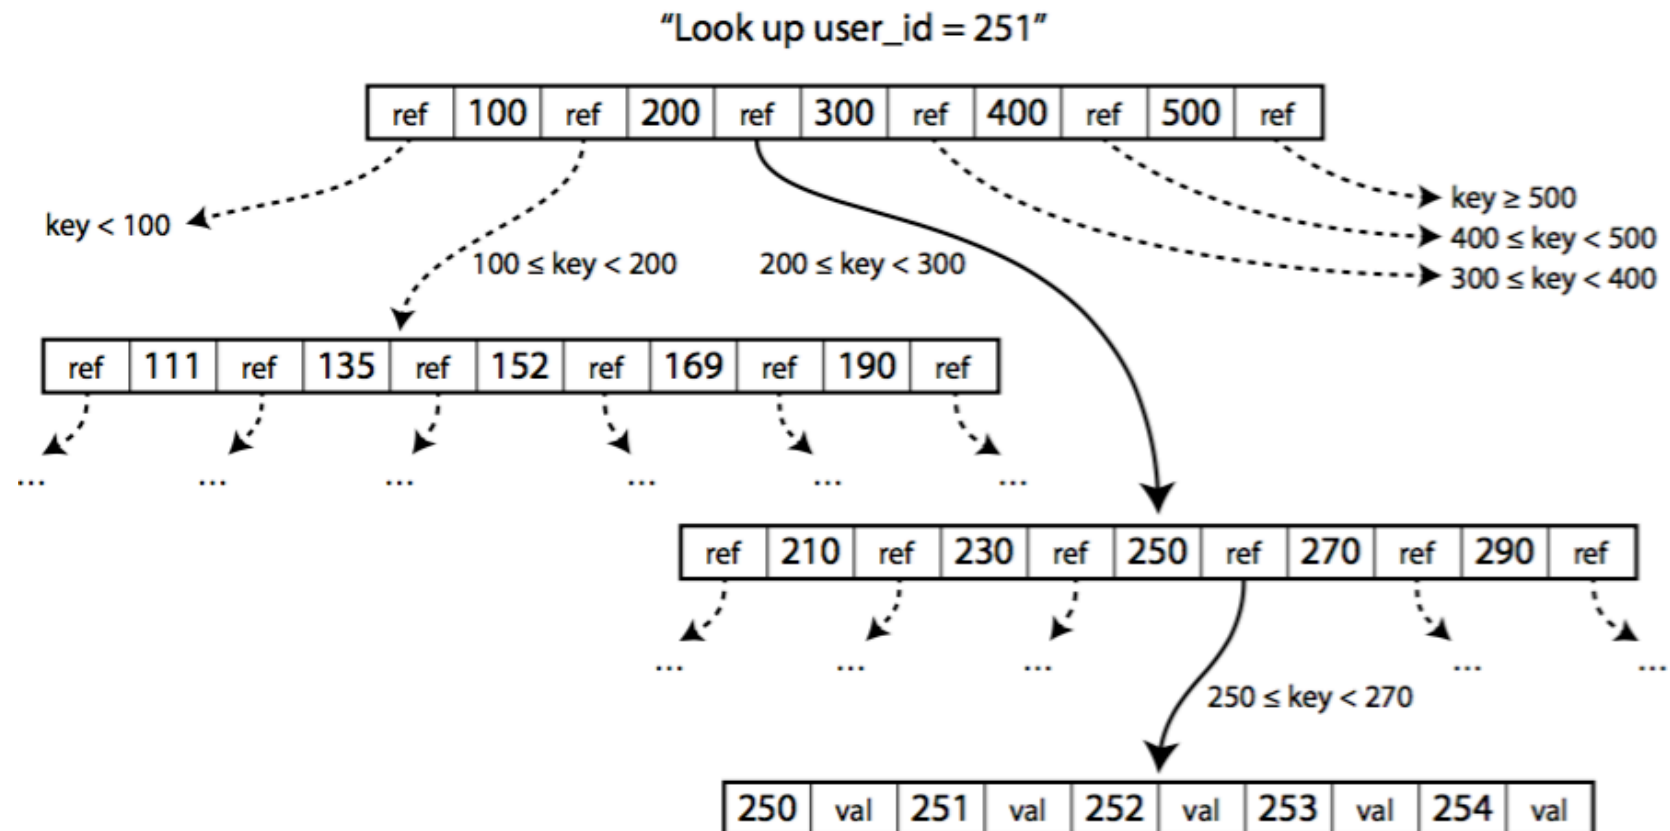 “Look up user_id = 251”
ref 100 ref 200 ref 300 ref 400 ref 500 ref
key ≥ 500
key < 100
400 ≤ key < 500
100 ≤ key < 200
200 ≤ key < 300
300 ≤ key < 400
ref 111 ref 135 ref 152 ref 169 ref 190 ref
... ... ... ... ... ...
ref 210 ref 230 ref 250 ref 270 ref 290 ref
... ... ... ... ...
250 ≤ key < 270
250 val 251 val 252 val 253 val 254 val